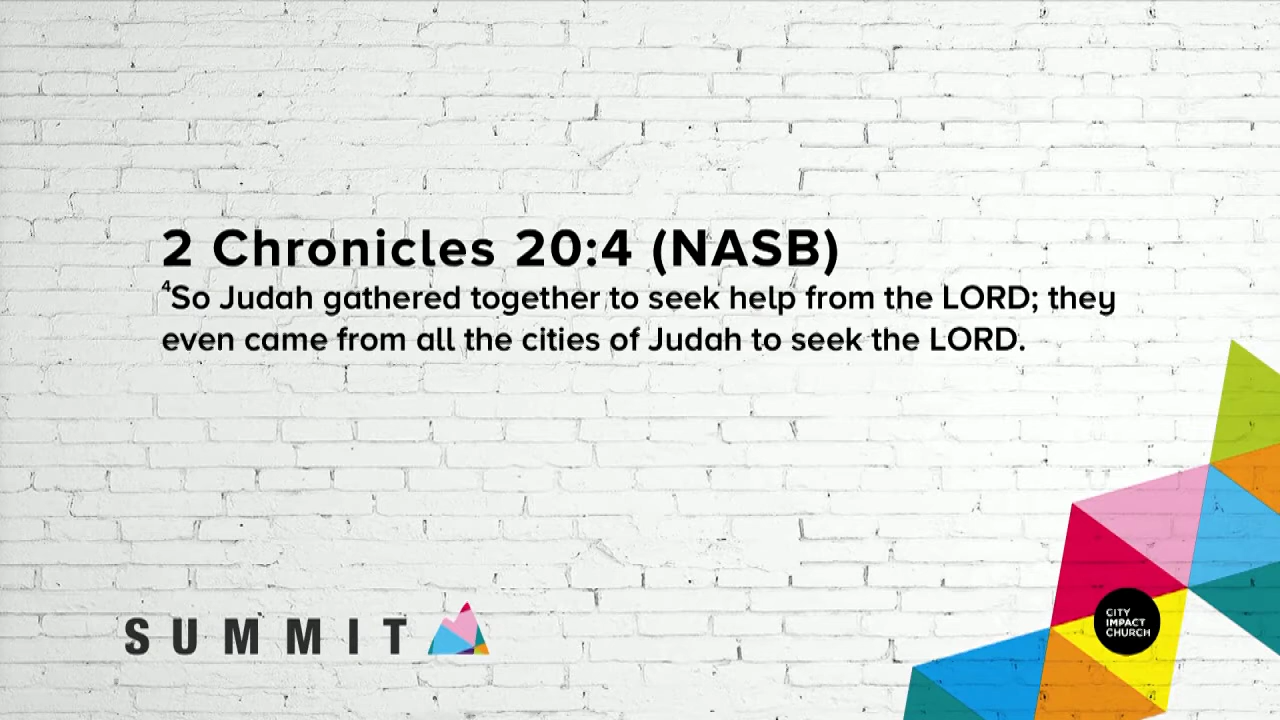 2 Chronicles 20:4 (NASB)
⁴So Judah gathered together to seek help from the LORD; they
even came from all the cities of Judah to seek the LORD.
SUMMIT
CITY
IMPACT
CHURCH